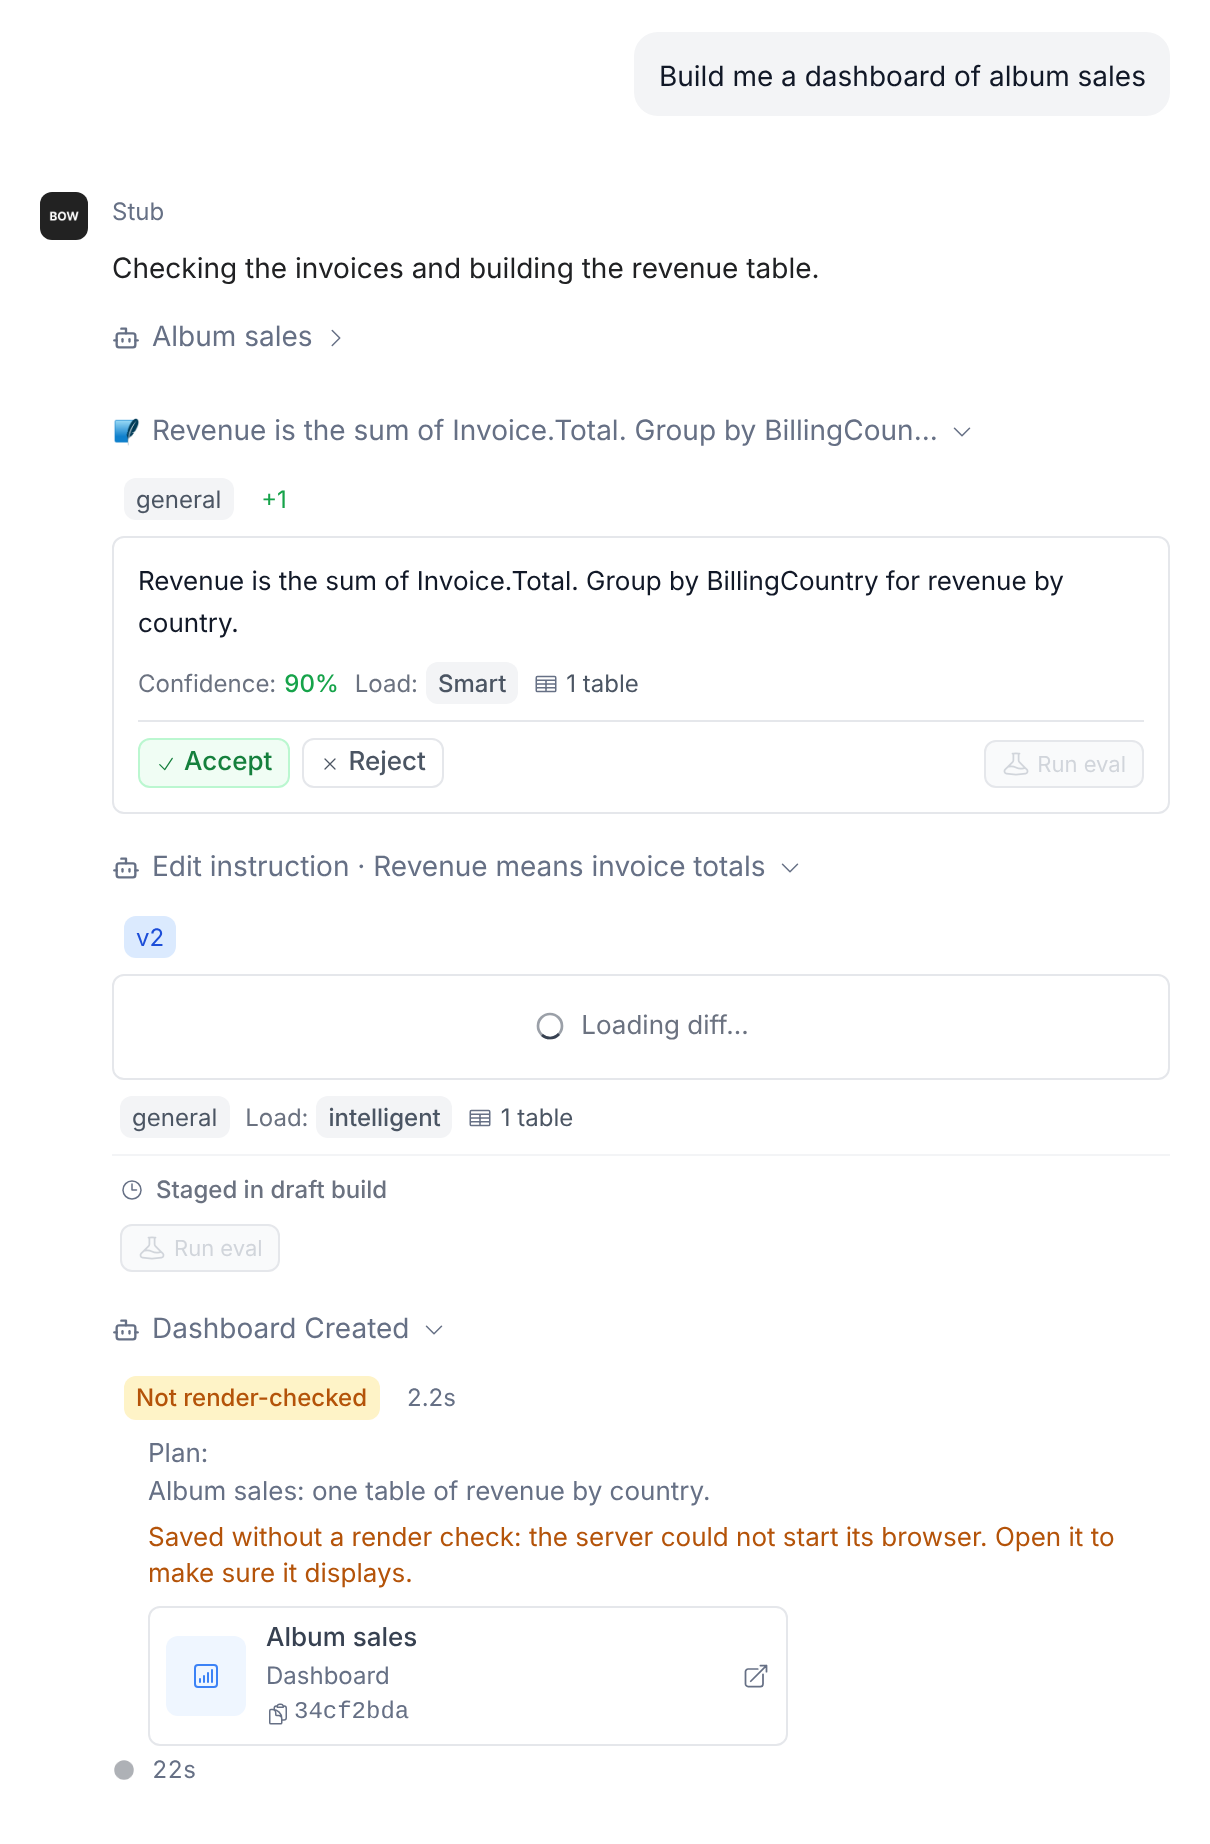 Build me a dashboard of album sales
BOW
Stub
Checking the invoices and building the revenue table.
Album sales
Revenue is the sum of Invoice.Total. Group by BillingCoun...
general +1
Revenue is the sum of Invoice.Total. Group by BillingCountry for revenue by
country.
Confidence: 90% Load: Smart 1 table
Accept Reject Run eval
Edit instruction · Revenue means invoice totals
v2
Loading diff...
general Load: intelligent 1 table
Staged in draft build
Run eval
Dashboard Created
Not render-checked 2.2s
Plan:
Album sales: one table of revenue by country.
Saved without a render check: the server could not start its browser. Open it to
make sure it displays.
Album sales
Dashboard
34cf2bda
22s